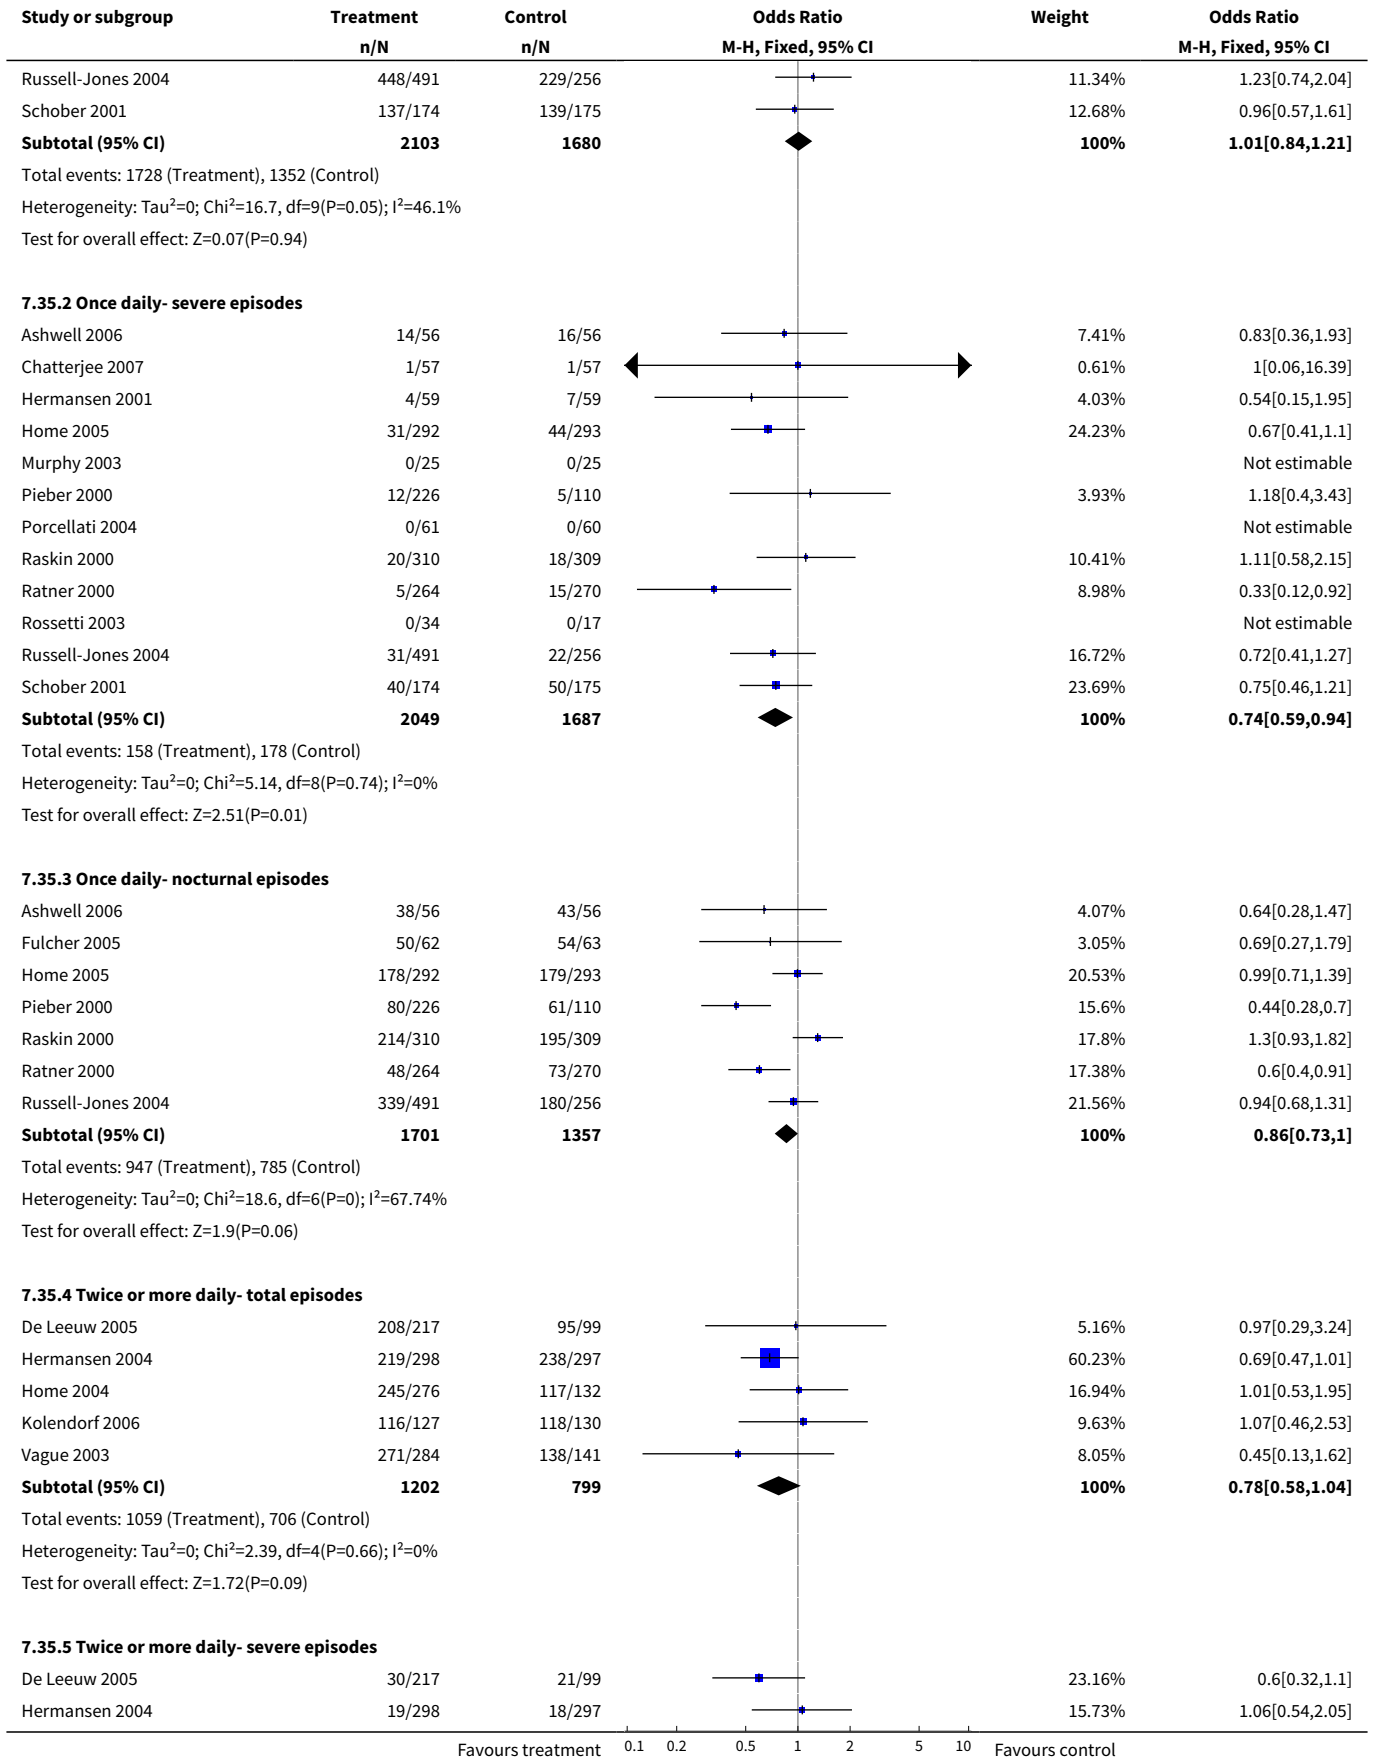 Study or subgroup Treatment Control Odds Ratio Weight Odds Ratio
n/N n/N M-H, Fixed, 95% CI M-H, Fixed, 95% CI
Russell-Jones 2004 448/491 229/256 11.34% 1.23[0.74,2.04]
Schober 2001 137/174 139/175 12.68% 0.96[0.57,1.61]
Subtotal (95% CI) 2103 1680 100% 1.01[0.84,1.21]
Total events: 1728 (Treatment), 1352 (Control)
Heterogeneity: Tau²=0; Chi²=16.7, df=9(P=0.05); I²=46.1%
Test for overall effect: Z=0.07(P=0.94)
7.35.2 Once daily- severe episodes
Ashwell 2006 14/56 16/56 7.41% 0.83[0.36,1.93]
Chatterjee 2007 1/57 1/57 0.61% 1[0.06,16.39]
Hermansen 2001 4/59 7/59 4.03% 0.54[0.15,1.95]
Home 2005 31/292 44/293 24.23% 0.67[0.41,1.1]
Murphy 2003 0/25 0/25 Not estimable
Pieber 2000 12/226 5/110 3.93% 1.18[0.4,3.43]
Porcellati 2004 0/61 0/60 Not estimable
Raskin 2000 20/310 18/309 10.41% 1.11[0.58,2.15]
Ratner 2000 5/264 15/270 8.98% 0.33[0.12,0.92]
Rossetti 2003 0/34 0/17 Not estimable
Russell-Jones 2004 31/491 22/256 16.72% 0.72[0.41,1.27]
Schober 2001 40/174 50/175 23.69% 0.75[0.46,1.21]
Subtotal (95% CI) 2049 1687 100% 0.74[0.59,0.94]
Total events: 158 (Treatment), 178 (Control)
Heterogeneity: Tau²=0; Chi²=5.14, df=8(P=0.74); I²=0%
Test for overall effect: Z=2.51(P=0.01)
7.35.3 Once daily- nocturnal episodes
Ashwell 2006 38/56 43/56 4.07% 0.64[0.28,1.47]
Fulcher 2005 50/62 54/63 3.05% 0.69[0.27,1.79]
Home 2005 178/292 179/293 20.53% 0.99[0.71,1.39]
Pieber 2000 80/226 61/110 15.6% 0.44[0.28,0.7]
Raskin 2000 214/310 195/309 17.8% 1.3[0.93,1.82]
Ratner 2000 48/264 73/270 17.38% 0.6[0.4,0.91]
Russell-Jones 2004 339/491 180/256 21.56% 0.94[0.68,1.31]
Subtotal (95% CI) 1701 1357 100% 0.86[0.73,1]
Total events: 947 (Treatment), 785 (Control)
Heterogeneity: Tau²=0; Chi²=18.6, df=6(P=0); I²=67.74%
Test for overall effect: Z=1.9(P=0.06)
7.35.4 Twice or more daily- total episodes
De Leeuw 2005 208/217 95/99 5.16% 0.97[0.29,3.24]
Hermansen 2004 219/298 238/297 60.23% 0.69[0.47,1.01]
Home 2004 245/276 117/132 16.94% 1.01[0.53,1.95]
Kolendorf 2006 116/127 118/130 9.63% 1.07[0.46,2.53]
Vague 2003 271/284 138/141 8.05% 0.45[0.13,1.62]
Subtotal (95% CI) 1202 799 100% 0.78[0.58,1.04]
Total events: 1059 (Treatment), 706 (Control)
Heterogeneity: Tau²=0; Chi²=2.39, df=4(P=0.66); I²=0%
Test for overall effect: Z=1.72(P=0.09)
7.35.5 Twice or more daily- severe episodes
De Leeuw 2005 30/217 21/99 23.16% 0.6[0.32,1.1]
Hermansen 2004 19/298 18/297 15.73% 1.06[0.54,2.05]
Favours treatment 0.1 0.2 0.5 1 2 5 10 Favours control